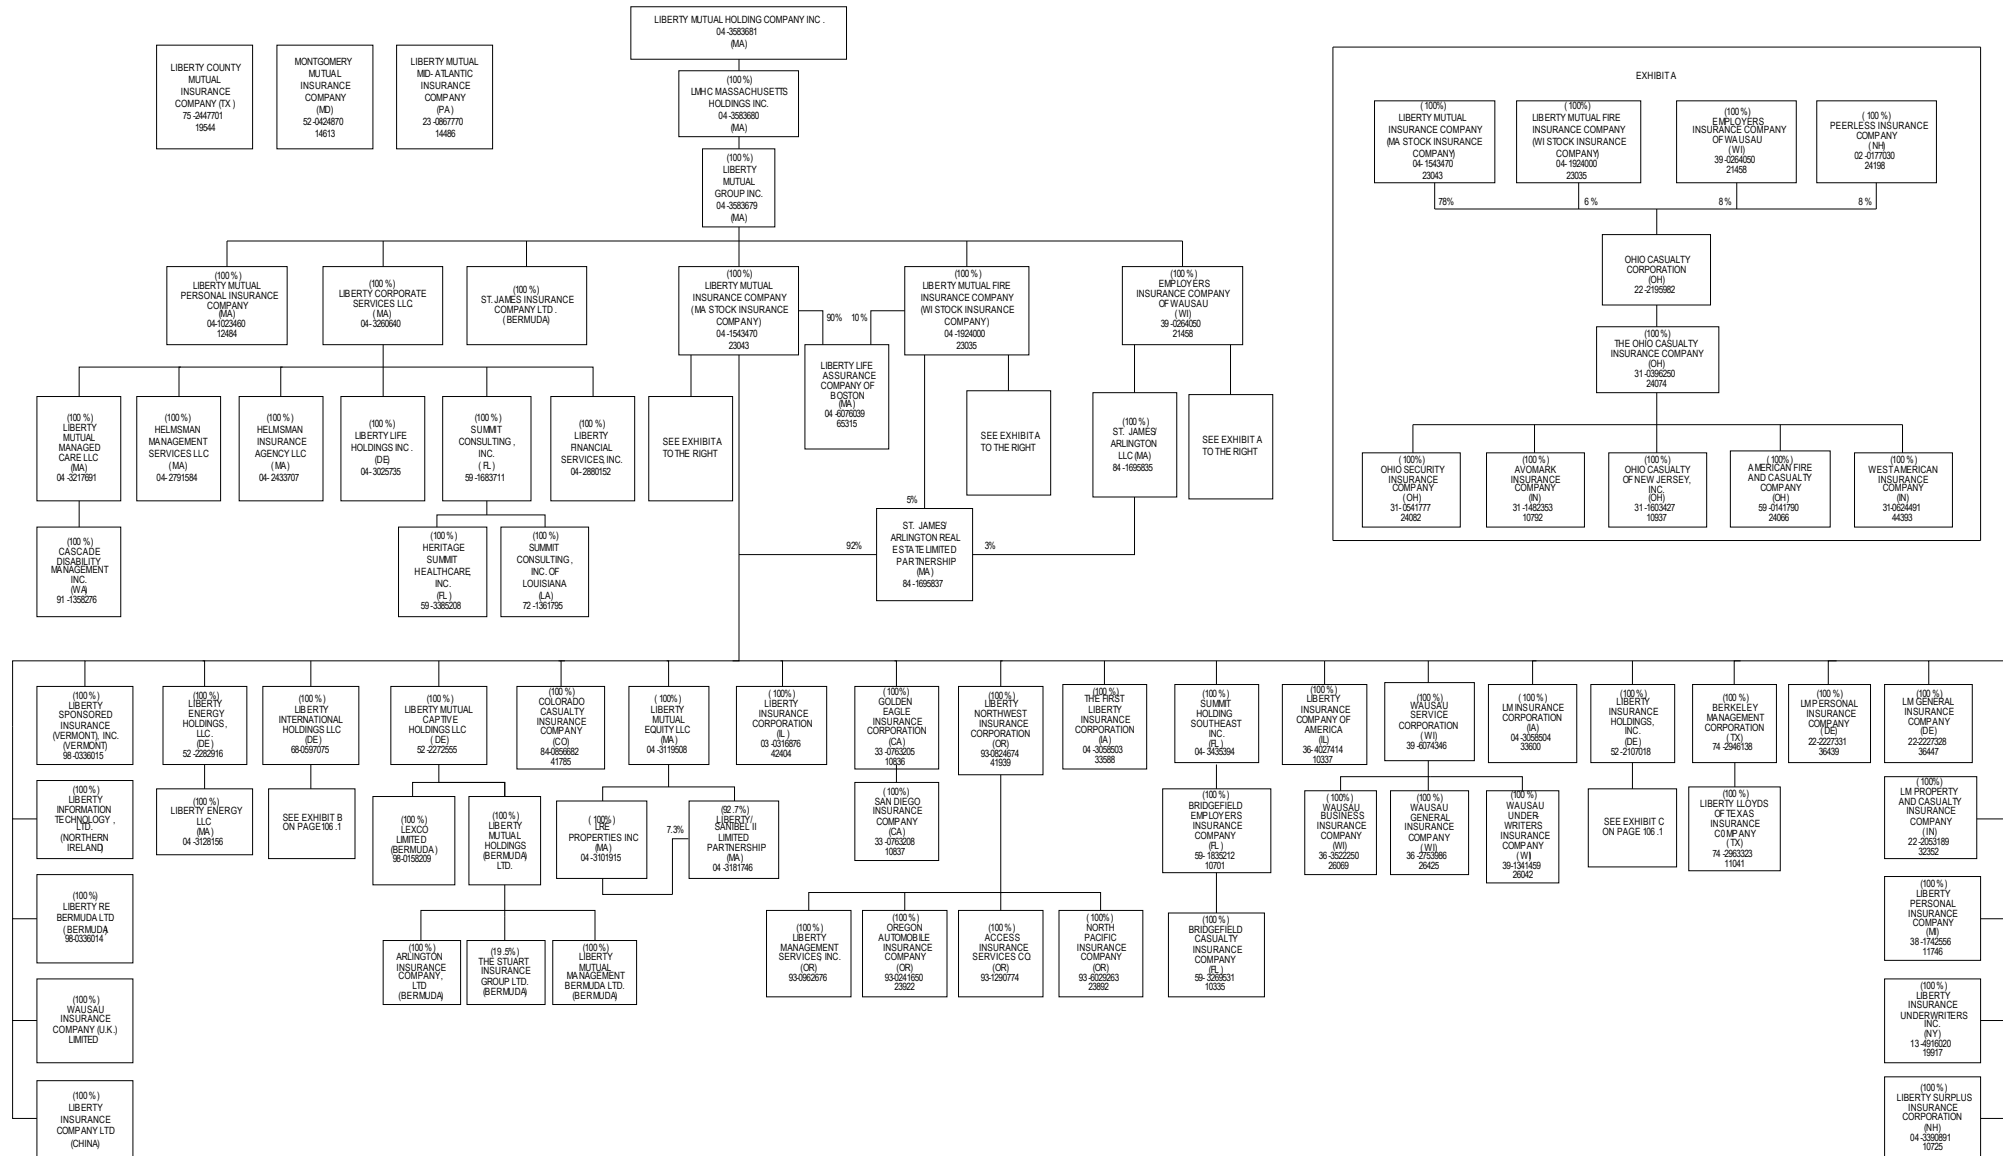 LIBERTY MUTUAL HOLDING COMPANY INC .
04 -3583681
(MA)
LIBERTY COUNTY
MUTUAL
INSURANCE
COMPANY (TX )
75 -2447701
19544
MONTGOMERY
MUTUAL
INSURANCE
COMPANY
(MD)
52 -0424870
14613
LIBERTY MUTUAL
MID- ATLANTIC
INSURANCE
COMPANY
(PA )
23 -0867770
14486
(100 %)
LMHC MASSACHUSETTS
HOLDINGS INC.
04 -3583680
(MA)
(100 %)
LIBERTY
MUTUAL
GROUP INC.
04 -3583679
(MA)
EXHIBIT A
( 100%)
LIBERTY MUTUAL
INSURANCE COMPANY
(MA STOCK INSURANCE
COMPANY)
04- 1543470
23043
( 100%)
LIBERTY MUTUAL FIRE
INSURANCE COMPANY
(WI STOCK INSURANCE
COMPANY)
04- 1924000
23035
(100 %)
EMPLOYERS
INSURANCE COMPANY
OF WAUSAU
( WI)
39 -0264050
21458
( 100 %)
PEERLESS INSURANCE
COMPANY
( NH)
02 -0177030
24198
78%
6 %
8 %
8 %
OHIO CASUALTY
CORPORATION
(OH)
22 -2195982
(100 %)
THE OHIO CASUALTY
INSURANCE COMPANY
(OH)
31 -0396250
24074
( 100%)
OHIO SECURITY
INSURANCE
COMPANY
( OH)
31- 0541777
24082
(100 %)
AVOMARK
INSURANCE
COMPANY
(IN)
31 -1482353
10792
(100 %)
OHIO CASUALTY
OF NEW JERSEY,
INC.
(OH)
31 -1603427
10937
( 100%)
AMERICAN FIRE
AND CASUALTY
COMPANY
(OH)
59 -0141790
24066
(100 %)
WEST AMERICAN
INSURANCE
COMPANY
(IN)
31-0624491
44393
(100 %)
LIBERTY MUTUAL
PERSONAL INSURANCE
COMPANY
(MA)
04-1023460
12484
(100 %)
LIBERTY CORPORATE
SERVICES LLC
( MA)
04- 3260640
(100 %)
ST. JAMES INSURANCE
COMPANY LTD .
( BERMUDA)
(100 %)
LIBERTY MUTUAL
INSURANCE COMPANY
( MA STOCK INSURANCE
COMPANY)
04 -1543470
23043
90%
10 %
(100 %)
LIBERTY MUTUAL FIRE
INSURANCE COMPANY
(WI STOCK INSURANCE
COMPANY)
04 -1924000
23035
(100 %)
EMPLOYERS
INSURANCE COMPANY
OF WAUSAU
( WI)
39 -0264050
21458
LIBERTY LIFE
ASSURANCE
COMPANY OF
BOSTON
(MA)
04 -6076039
65315
(100 %)
LIBERTY
MUTUAL
MANAGED
CARE LLC
(MA)
04 -3217691
(100 %)
HELMSMAN
MANAGEMENT
SERVICES LLC
( MA)
04- 2791584
(100 %)
HELMSMAN
INSURANCE
AGENCY LLC
( MA)
04- 2433707
(100 %)
LIBERTY LIFE
HOLDINGS INC .
(DE)
04- 3025735
(100 %)
SUMMIT
CONSULTING ,
INC.
( FL)
59 -1683711
(100 %)
LIBERTY
FINANCIAL
SERVICES, INC.
04- 2880152
SEE EXHIBIT A
TO THE RIGHT
SEE EXHIBIT A
TO THE RIGHT
(100 %)
ST. JAMES/
ARLINGTON
LLC (MA)
84 -1695835
SEE EXHIBIT A
TO THE RIGHT
5%
92%
ST. JAMES/
ARLINGTON REAL
ESTATE LIMITED
PARTNERSHIP
(MA)
84 -1695837
3%
(100 %)
CASCADE
DISABILITY
MANAGEMENT
INC.
(WA)
91 -1358276
(100 %)
HERITAGE
SUMMIT
HEALTHCARE,
INC.
(FL )
59 -3385208
(100 %)
SUMMIT
CONSULTING ,
INC. OF
LOUISIANA
(LA)
72 -1361795
(100 %)
LIBERTY
SPONSORED
INSURANCE
(VERMONT), INC.
(VERMONT)
98 -0336015
(100 %)
LIBERTY
ENERGY
HOLDINGS ,
LLC.
(DE)
52 -2282916
(100 %)
LIBERTY
INTERNATIONAL
HOLDINGS LLC
(DE)
68-0597075
(100 %)
LIBERTY MUTUAL
CAPTIVE
HOLDINGS LLC
( DE)
52 -2272555
(100 %)
COLORADO
CASUALTY
INSURANCE
COMPANY
(CO)
84-0856682
41785
( 100%)
LIBERTY
MUTUAL
EQUITY LLC
(MA)
04 -3119508
( 100 %)
LIBERTY
INSURANCE
CORPORATION
(IL )
03 -0316876
42404
( 100 %)
GOLDEN
EAGLE
INSURANCE
CORPORATION
(CA)
33 -0763205
10836
(100 %)
LIBERTY
NORTHWEST
INSURANCE
CORPORATION
(OR)
93-0824674
41939
(100 %)
THE FIRST
LIBERTY
INSURANCE
CORPORATION
(IA)
04 -3058503
33588
(100 %)
SUMMIT
HOLDING
SOUTHEAST
INC.
(FL )
04- 3435394
(100 %)
LIBERTY
INSURANCE
COMPANY OF
AMERICA
(IL)
36- 4027414
10337
(100 %)
WAUSAU
SERVICE
CORPORATION
( WI)
39 -6074346
( 100 %)
LM INSURANCE
CORPORATION
(IA)
04 -3058504
33600
(100 %)
LIBERTY
INSURANCE
HOLDINGS,
INC.
(DE)
52 -2107018
(100 %)
BERKELEY
MANAGEMENT
CORPORATION
( TX)
74 -2946138
(100 %)
LM PERSONAL
INSURANCE
COMPANY
( DE)
22-2227331
36439
(100 %)
LM GENERAL
INSURANCE
COMPANY
(DE)
22-2227328
36447
(100 %)
LIBERTY
INFORMATION
TECHNOLOGY ,
LTD.
(NORTHERN
IRELAND)
(100 %)
LIBERTY ENERGY
LLC
(MA)
04 -3128156
SEE EXHIBIT B
ON PAGE 106 .1
(100 %)
LEXCO
LIMITED
(BERMUDA)
98-0158209
(100 %)
LIBERTY
MUTUAL
HOLDINGS
(BERMUDA)
LTD.
( 100%)
LRE
PROPERTIES INC
(MA)
04 -3101915
7.3%
(92.7%)
LIBERTY/
SANIBEL II
LIMITED
PARTNERSHIP
(MA)
04 -3181746
(100%)
SAN DIEGO
INSURANCE
COMPANY
(CA)
33 -0763208
10837
(100 %)
BRIDGEFIELD
EMPLOYERS
INSURANCE
COMPANY
(FL )
59- 1835212
10701
(100%)
WAUSAU
BUSINESS
INSURANCE
COMPANY
(WI)
36 -3522250
26069
(100 %)
WAUSAU
GENERAL
INSURANCE
COMPANY
( WI)
36 -2753986
26425
(100 %)
WAUSAU
UNDER-
WRITERS
INSURANCE
COMPANY
( WI)
39-1341459
26042
SEE EXHIBIT C
ON PAGE 106 .1
(100 %)
LIBERTY LLOYDS
OF TEXAS
INSURANCE
COMPANY
( TX)
74 -2963323
11041
( 100%)
LM PROPERTY
AND CASUALTY
INSURANCE
COMPANY
( IN)
22 -2053189
32352
(100 %)
LIBERTY RE
BERMUDA LTD
( BERMUDA)
98-0336014
(100 %)
ARLINGTON
INSURANCE
COMPANY,
LTD
(BERMUDA)
(19 .5%)
THE STUART
INSURANCE
GROUP LTD.
(BERMUDA)
(100 %)
LIBERTY
MUTUAL
MANAGEMENT
BERMUDA LTD.
(BERMUDA)
(100 %)
LIBERTY
MANAGEMENT
SERVICES, INC.
(OR)
93-0962676
(100 %)
OREGON
AUTOMOBILE
INSURANCE
COMPANY
( OR)
93-0241650
23922
(100 %)
ACCESS
INSURANCE
SERVICES CO.
(OR)
93-1290774
( 100%)
NORTH
PACIFIC
INSURANCE
COMPANY
(OR)
93 -6029263
23892
(100 %)
BRIDGEFIELD
CASUALTY
INSURANCE
COMPANY
(FL )
59- 3269531
10335
(100 %)
LIBERTY
PERSONAL
INSURANCE
COMPANY
(MI)
38 -1742556
11746
(100 %)
WAUSAU
INSURANCE
COMPANY (U.K.)
LIMITED
(100 %)
LIBERTY
INSURANCE
UNDERWRITERS
INC.
(NY)
13 -4916020
19917
(100 %)
LIBERTY
INSURANCE
COMPANY LTD
(CHINA)
(100 %)
LIBERTY SURPLUS
INSURANCE
CORPORATION
(NH)
04 -3390891
10725